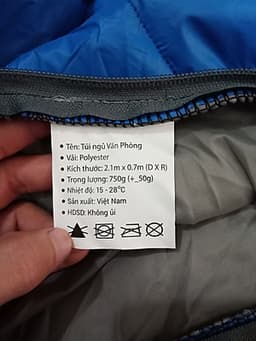 • Tên: Túi ngủ Văn Phòng
• Vải: Polyester
• Kích thước: 2.1m x 0.7m (D X R)
• Trọng lượng: 750g (+_50g)
• Nhiệt độ: 15 - 28°C
• Sản xuất: Việt Nam
• HDSD: Không ủi